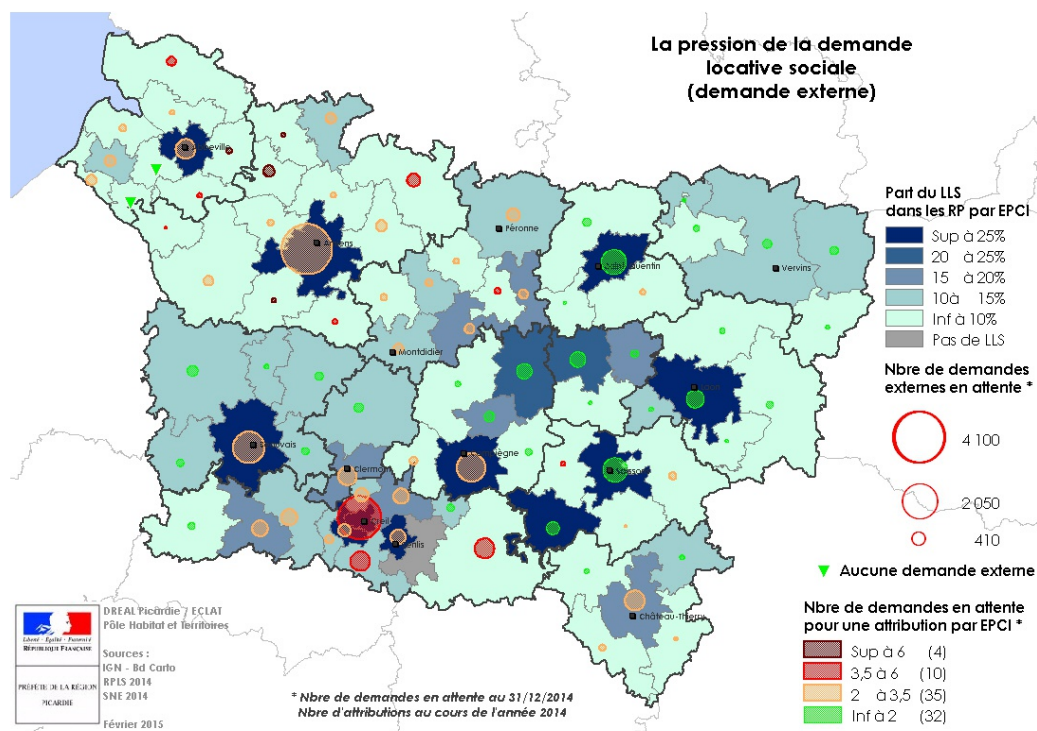 La pression de la demande
locative sociale
(demande externe)
Abbeville
Amiens
Péronne
Saint-Quentin
Vervins
Montdidier
Laon
Beauvais
Clermont
Compiègne
Soissons
Creil
Senlis
Château-Thierry
Part du LLS
dans les RP par EPCI
Sup à 25%
20 à 25%
15 à 20%
10à 15%
Inf à 10%
Pas de LLS
Nbre de demandes
externes en attente *
4 100
2 050
410
Aucune demande externe
Nbre de demandes en attente
pour une attribution par EPCI *
Sup à 6 (4)
3,5 à 6 (10)
2 à 3,5 (35)
Inf à 2 (32)
Liberté • Égalité • Fraternité
RÉPUBLIQUE FRANÇAISE
PRÉFÈTE DE LA RÉGION
PICARDIE
DREAL Picardie / ECLAT
Pôle Habitat et Territoires
Sources :
IGN - Bd Carto
RPLS 2014
SNE 2014
Février 2015
* Nbre de demandes en attente au 31/12/2014
Nbre d'attributions au cours de l'année 2014